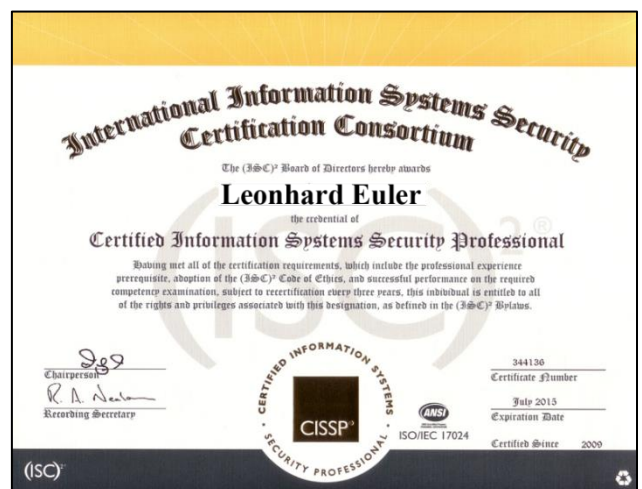 International Information Systems Security
Certification Consortium
The (ISC)² Board of Directors hereby awards
Leonhard Euler
the credential of
Certified Information Systems Security Professional
Having met all of the certification requirements, which include the professional experience
prerequisite, adoption of the (ISC)² Code of Ethics, and successful performance on the required
competency examination, subject to recertification every three years, this individual is entitled to all
of the rights and privileges associated with this designation, as defined in the (ISC)² Bylaws.
(ISC)²®
Chairperson
R. A.
Recording Secretary
CERTIFIED INFORMATION SYSTEMS
SECURITY PROFESSIONAL
CISSP®
ANSI
ISO/IEC 17024
344136
Certificate Number
July 2015
Expiration Date
Certified Since 2009
(ISC)²